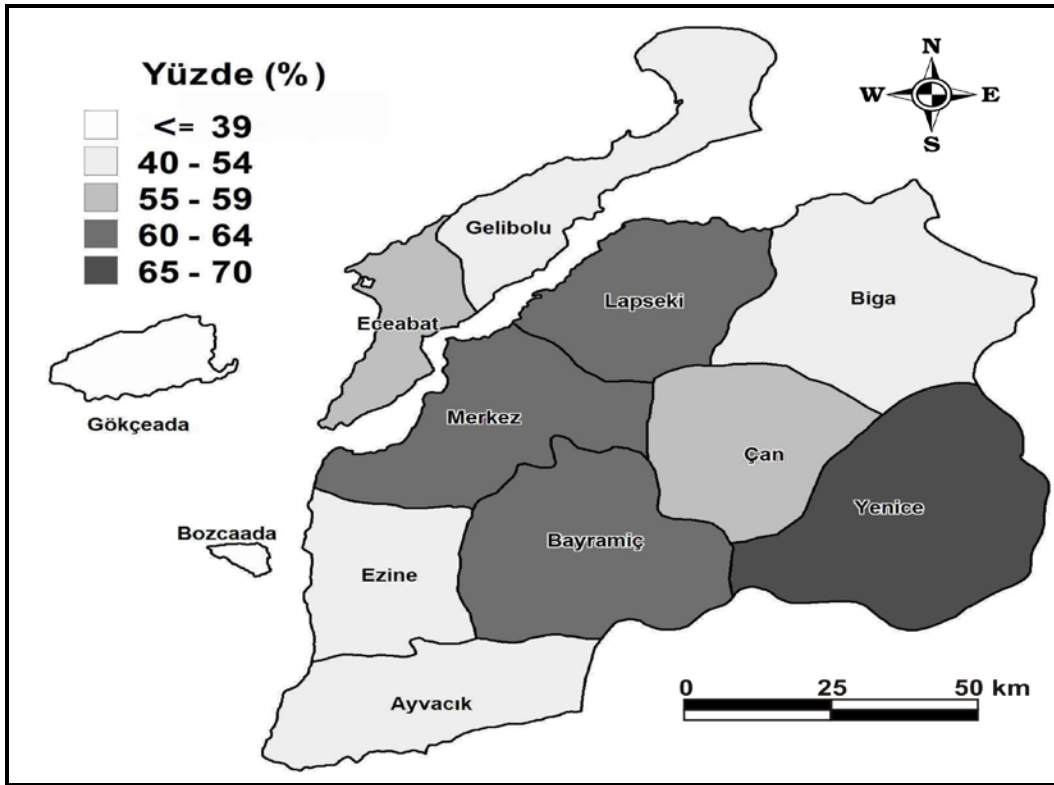 Yüzde (%)
<= 39
40 - 54
55 - 59
60 - 64
65 - 70
N
W E
S
Gelibolu
Lapseki
Biga
Eceabat
Gökçeada
Merkez
Çan
Yenice
Bozcaada
Bayramiç
Ezine
Ayvacık
0 25 50 km